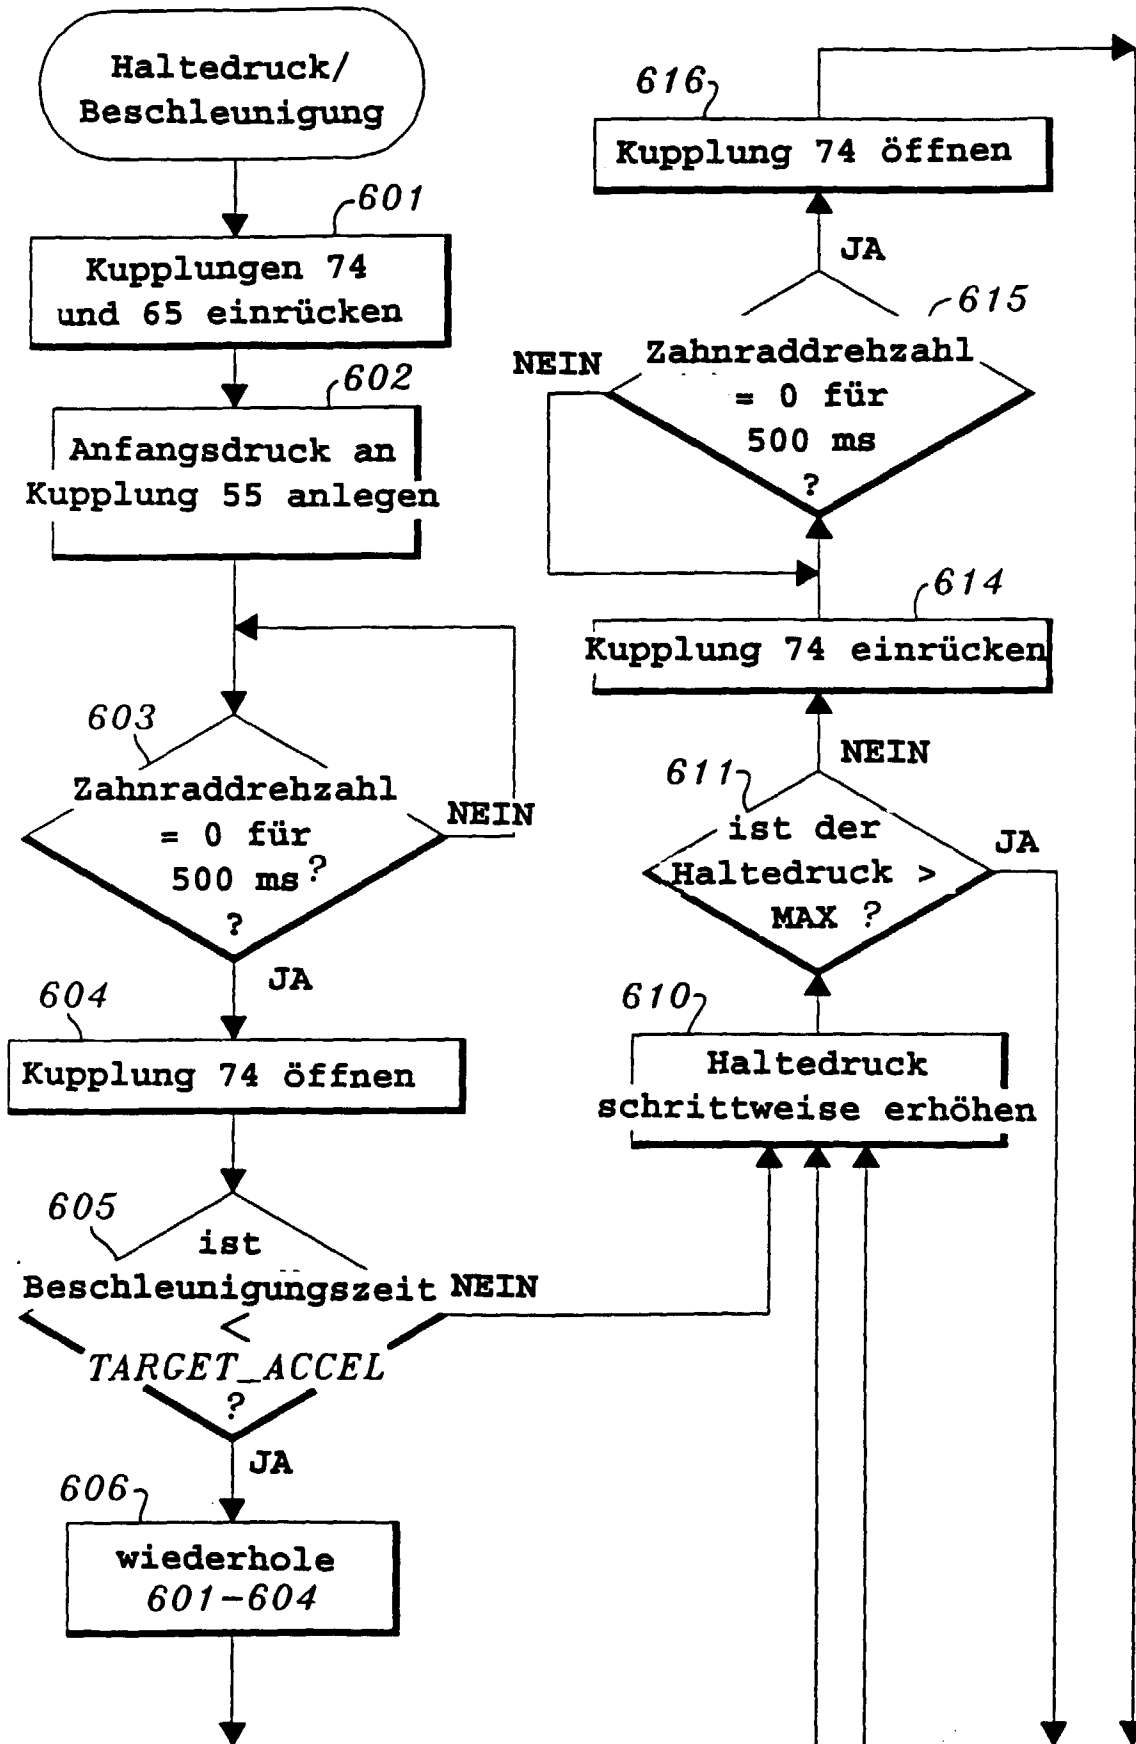 Haltedruck/
Beschleunigung
601
Kupplungen 74
und 65 einrücken
602
Anfangsdruck an
Kupplung 55 anlegen
603
Zahnraddrehzahl
= 0 für
500 ms?
?
NEIN
JA
604
Kupplung 74 öffnen
605
ist
Beschleunigungszeit
<
TARGET_ACCEL
?
NEIN
JA
606
wiederhole
601-604
616
Kupplung 74 öffnen
JA
615
Zahnraddrehzahl
= 0 für
500 ms
?
NEIN
614
Kupplung 74 einrücken
NEIN
611
ist der
Haltedruck >
MAX ?
JA
610
Haltedruck
schrittweise erhöhen